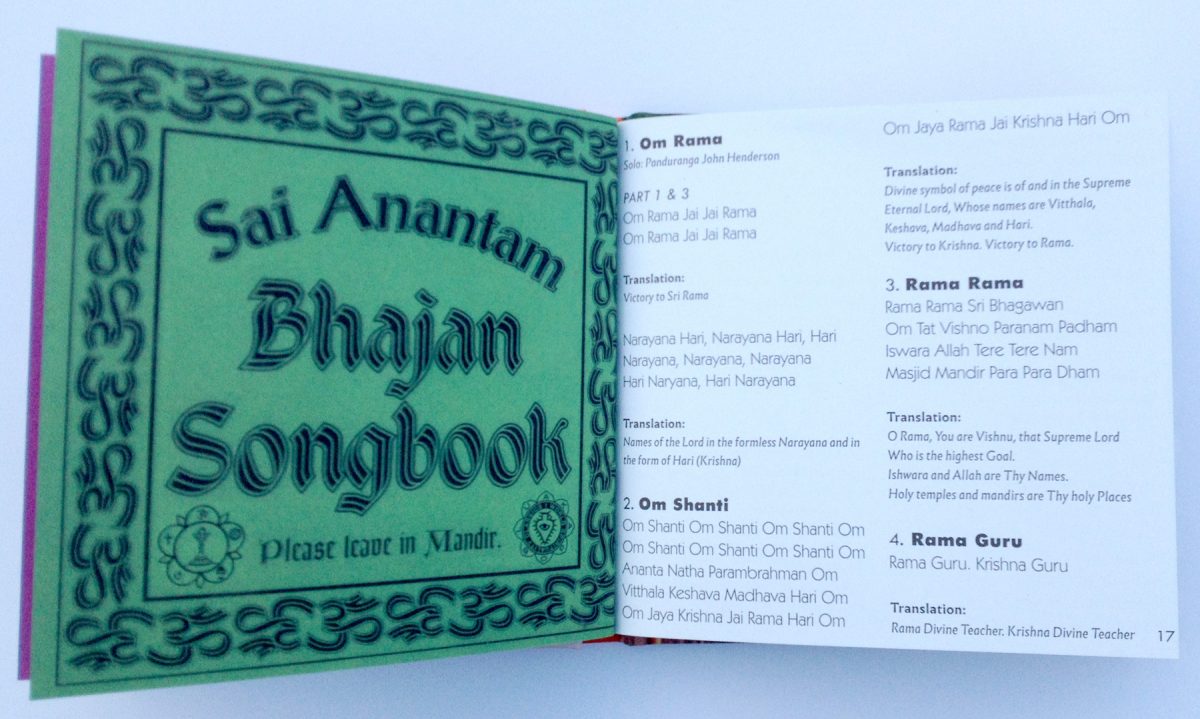 Sai Anantam
Bhajan
Songbook
Please leave in Mandir.
1. Om Rama
Solo: Panduranga John Henderson
PART 1 & 3
Om Rama Jai Jai Rama
Om Rama Jai Jai Rama
Translation:
Victory to Sri Rama
Narayana Hari, Narayana Hari, Hari
Narayana, Narayana, Narayana
Hari Naryana, Hari Narayana
Translation:
Names of the Lord in the formless Narayana and in
the form of Hari (Krishna)
2. Om Shanti
Om Shanti Om Shanti Om Shanti Om
Om Shanti Om Shanti Om Shanti Om
Ananta Natha Parambrahman Om
Vitthala Keshava Madhava Hari Om
Om Jaya Krishna Jai Rama Hari Om
Om Jaya Rama Jai Krishna Hari Om
Translation:
Divine symbol of peace is of and in the Supreme
Eternal Lord, Whose names are Vitthala,
Keshava, Madhava and Hari.
Victory to Krishna. Victory to Rama.
3. Rama Rama
Rama Rama Sri Bhagawan
Om Tat Vishno Paranam Padham
Iswara Allah Tere Tere Nam
Masjid Mandir Para Para Dham
Translation:
O Rama, You are Vishnu, that Supreme Lord
Who is the highest Goal.
Ishwara and Allah are Thy Names.
Holy temples and mandirs are Thy holy Places
4. Rama Guru
Rama Guru. Krishna Guru
Translation:
Rama Divine Teacher. Krishna Divine Teacher
17